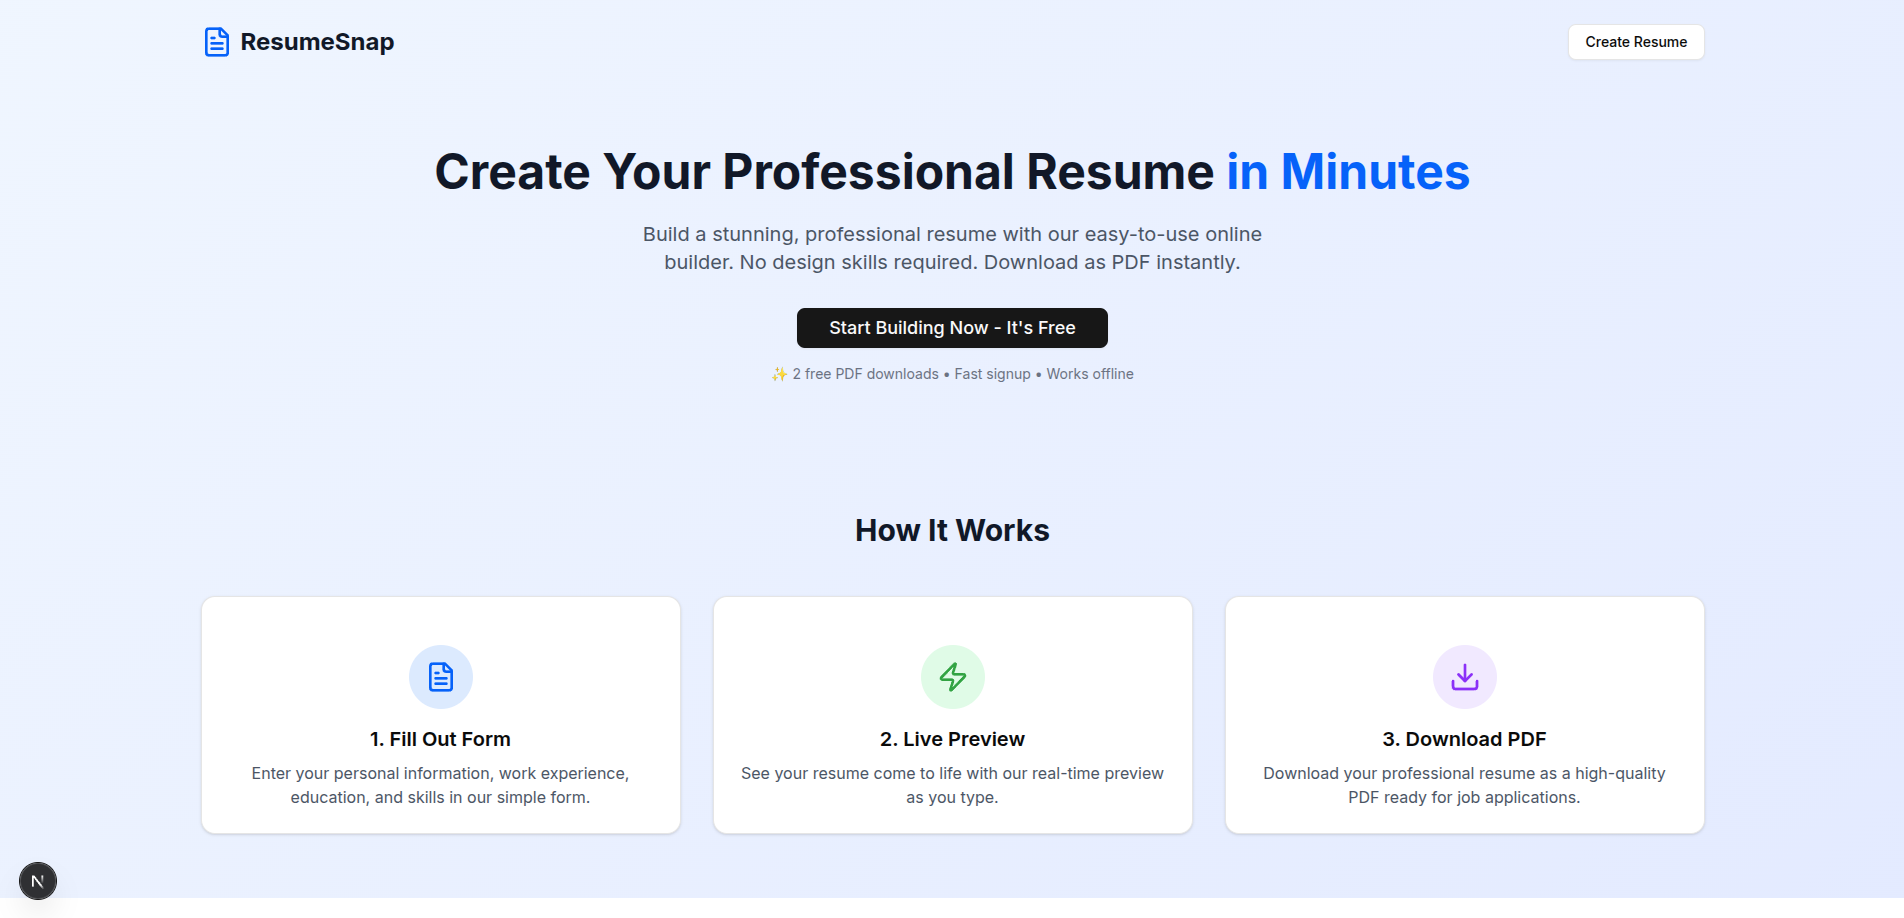 ResumeSnap
Create Resume
Create Your Professional Resume in Minutes
Build a stunning, professional resume with our easy-to-use online
builder. No design skills required. Download as PDF instantly.
Start Building Now - It's Free
✨ 2 free PDF downloads • Fast signup • Works offline
How It Works
1. Fill Out Form
Enter your personal information, work experience,
education, and skills in our simple form.
2. Live Preview
See your resume come to life with our real-time preview
as you type.
3. Download PDF
Download your professional resume as a high-quality
PDF ready for job applications.
N